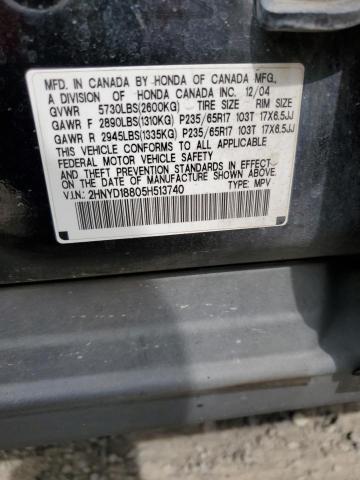 MFD. IN CANADA BY HONDA OF CANADA MFG.,
A DIVISION OF HONDA CANADA INC. 12/04
GVWR 5730LBS(2600KG) TIRE SIZE RIM SIZE
GAWR F 2890LBS(1310KG) P235/65R17 103T 17X6.5JJ
GAWR R 2945LBS(1335KG) P235/65R17 103T 17X6.5JJ
THIS VEHICLE CONFORMS TO ALL APPLICABLE
FEDERAL MOTOR VEHICLE SAFETY STANDARDS IN EFFECT
ON THE DATE OF MANUFACTURE SHOWN ABOVE.
V.I.N.: 2HNYD18805H513740 TYPE: MPV